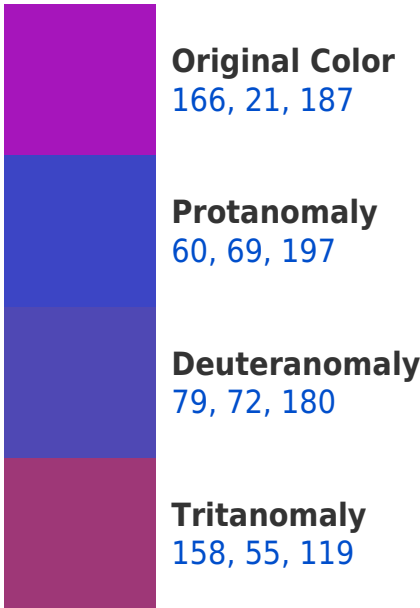 Original Color
166, 21, 187
Protanomaly
60, 69, 197
Deuteranomaly
79, 72, 180
Tritanomaly
158, 55, 119